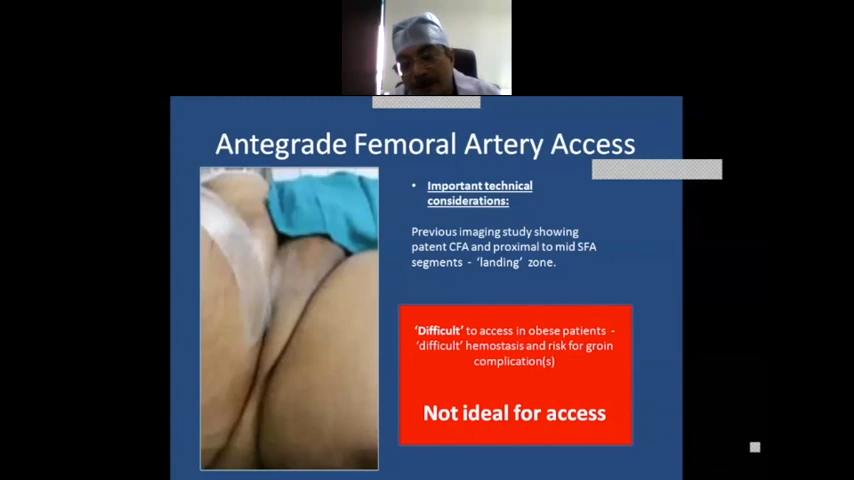 Antegrade Femoral Artery Access
• Important technical
considerations:
Previous imaging study showing
patent CFA and proximal to mid SFA
segments - 'landing' zone.
'Difficult' to access in obese patients -
'difficult' hemostasis and risk for groin
complication(s)
Not ideal for access